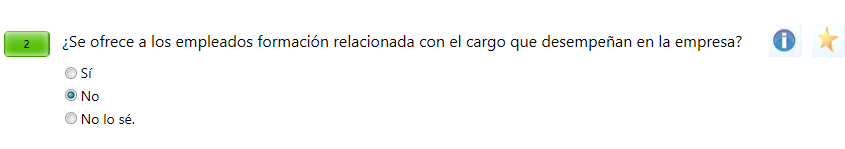 2 ¿Se ofrece a los empleados formación relacionada con el cargo que desempeñan en la empresa?
Sí
No
No lo sé.